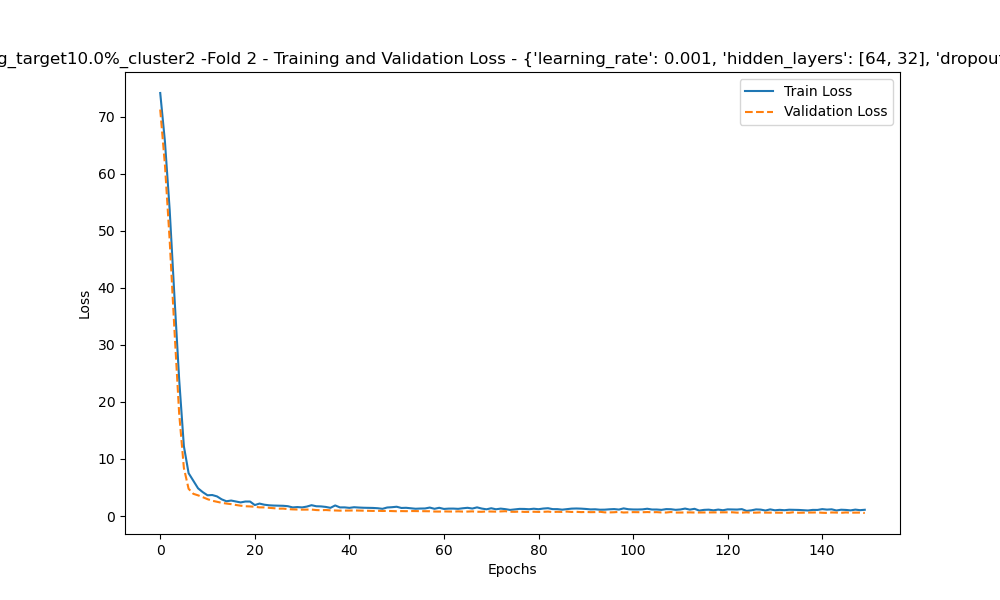 g_target10.0%_cluster2 -Fold 2 - Training and Validation Loss - {'learning_rate': 0.001, 'hidden_layers': [64, 32], 'dropout
Train Loss
Validation Loss
Loss
70
60
50
40
30
20
10
0
0 20 40 60 80 100 120 140
Epochs